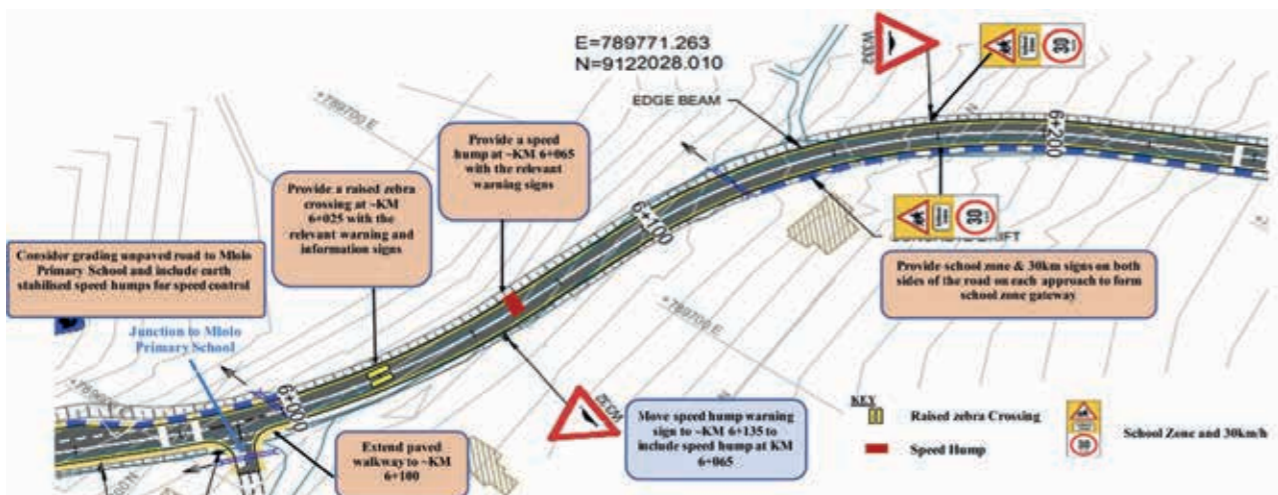 E=789771.263
N=9122028.010
W332
30
EDGE BEAM
+789700 E
Provide a speed
hump at ~KM 6+065
with the relevant
warning signs
Provide a raised zebra
crossing at ~KM
6+025 with the
relevant warning and
information signs
6+200
6+100
30
Consider grading unpaved road to Mlolo
Primary School and include earth
stabilised speed humps for speed control
Provide school zone & 30km signs on both
sides of the road on each approach to form
school zone gateway
Junction to Mlolo
Primary School
+789700 E
6+000
Extend paved
walkway to ~KM
6+100
Move speed hump warning
sign to ~KM 6+135 to
include speed hump at KM
6+065
KEY
Raised zebra Crossing
Speed Hump
30
School Zone and 30km/h